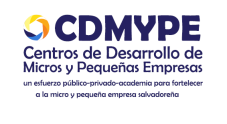 CDMYPE
Centros de Desarrollo de
Micros y Pequeñas Empresas
un esfuerzo público-privado-academia para fortelecer
a la micro y pequeña empresa salvadoreña